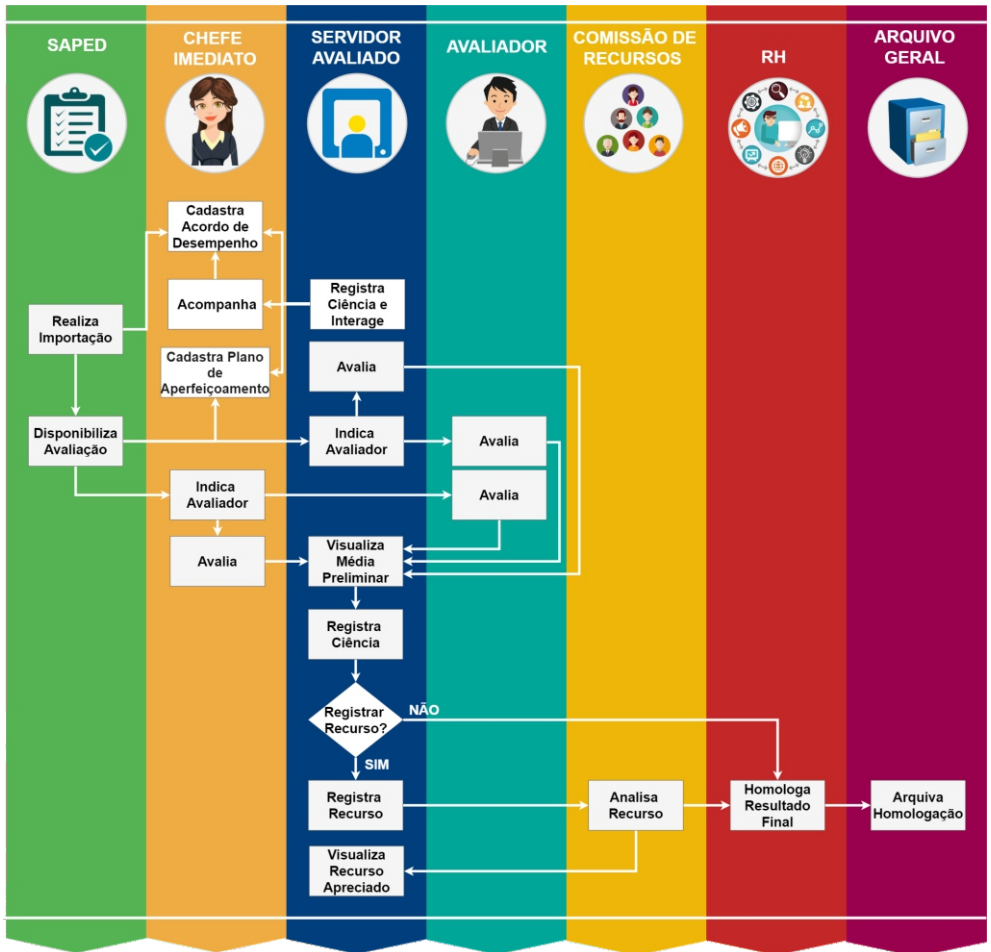 SAPED
CHEFE
IMEDIATO
SERVIDOR
AVALIADO
AVALIADOR
COMISSÃO DE
RECURSOS
RH
ARQUIVO
GERAL
Cadastra
Acordo de
Desempenho
Acompanha
Registra
Ciência e
Interage
Realiza
Importação
Cadastra Plano
de
Aperfeiçoamento
Avalia
Disponibiliza
Avaliação
Indica
Avaliador
Avalia
Indica
Avaliador
Avalia
Avalia
Visualiza
Média
Preliminar
Registra
Ciência
Registrar
Recurso?
NÃO
SIM
Registra
Recurso
Analisa
Recurso
Homologa
Resultado
Final
Arquiva
Homologação
Visualiza
Recurso
Apreciado